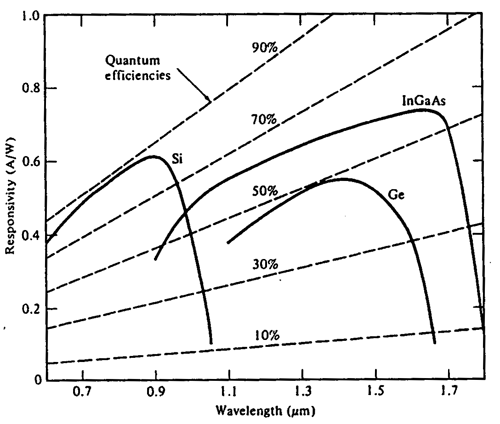 1.0
90%
Quantum
efficiencies
0.8
InGaAs
70%
Si
0.6
50%
Ge
Responsivity (A/W)
0.4
30%
0.2
10%
0
0.7 0.9 1.1 1.3 1.5 1.7
Wavelength (μm)